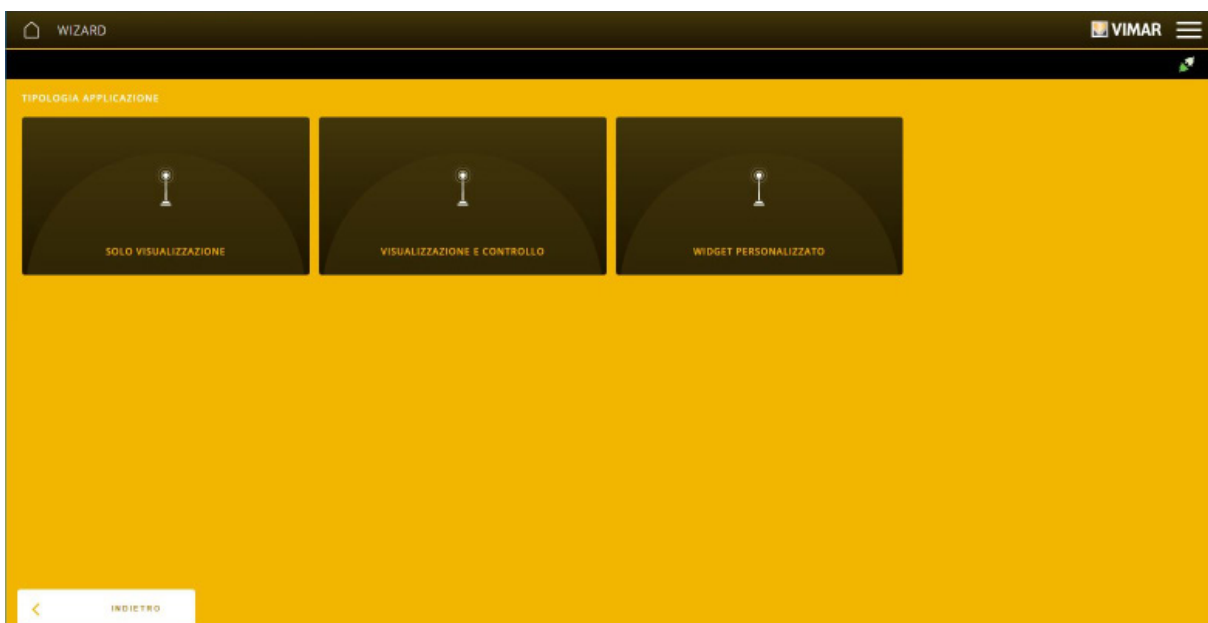 WIZARD
VIMAR
TIPOLOGIA APPLICAZIONE
SOLO VISUALIZZAZIONE
VISUALIZZAZIONE E CONTROLLO
WIDGET PERSONALIZZATO
INDIETRO